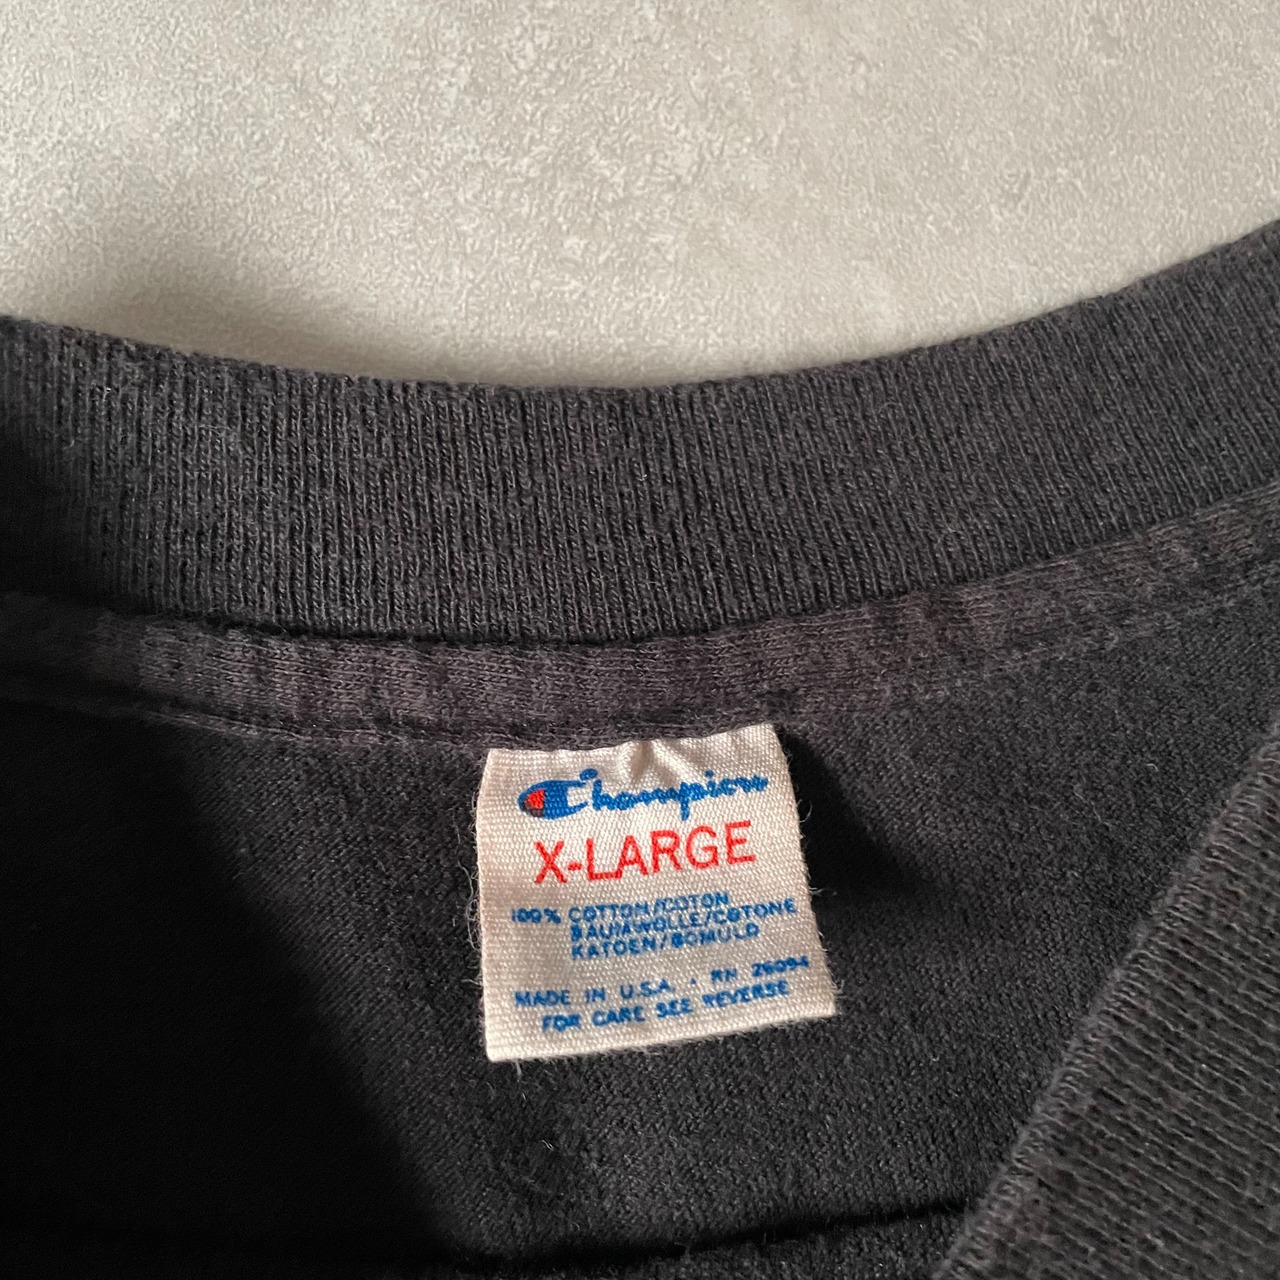 Champion
X-LARGE
100% COTTON/COTON
BAUMWOLLE/COTONE
KATOEN/BOMULD
MADE IN U.S.A. · RN 26094
FOR CARE SEE REVERSE